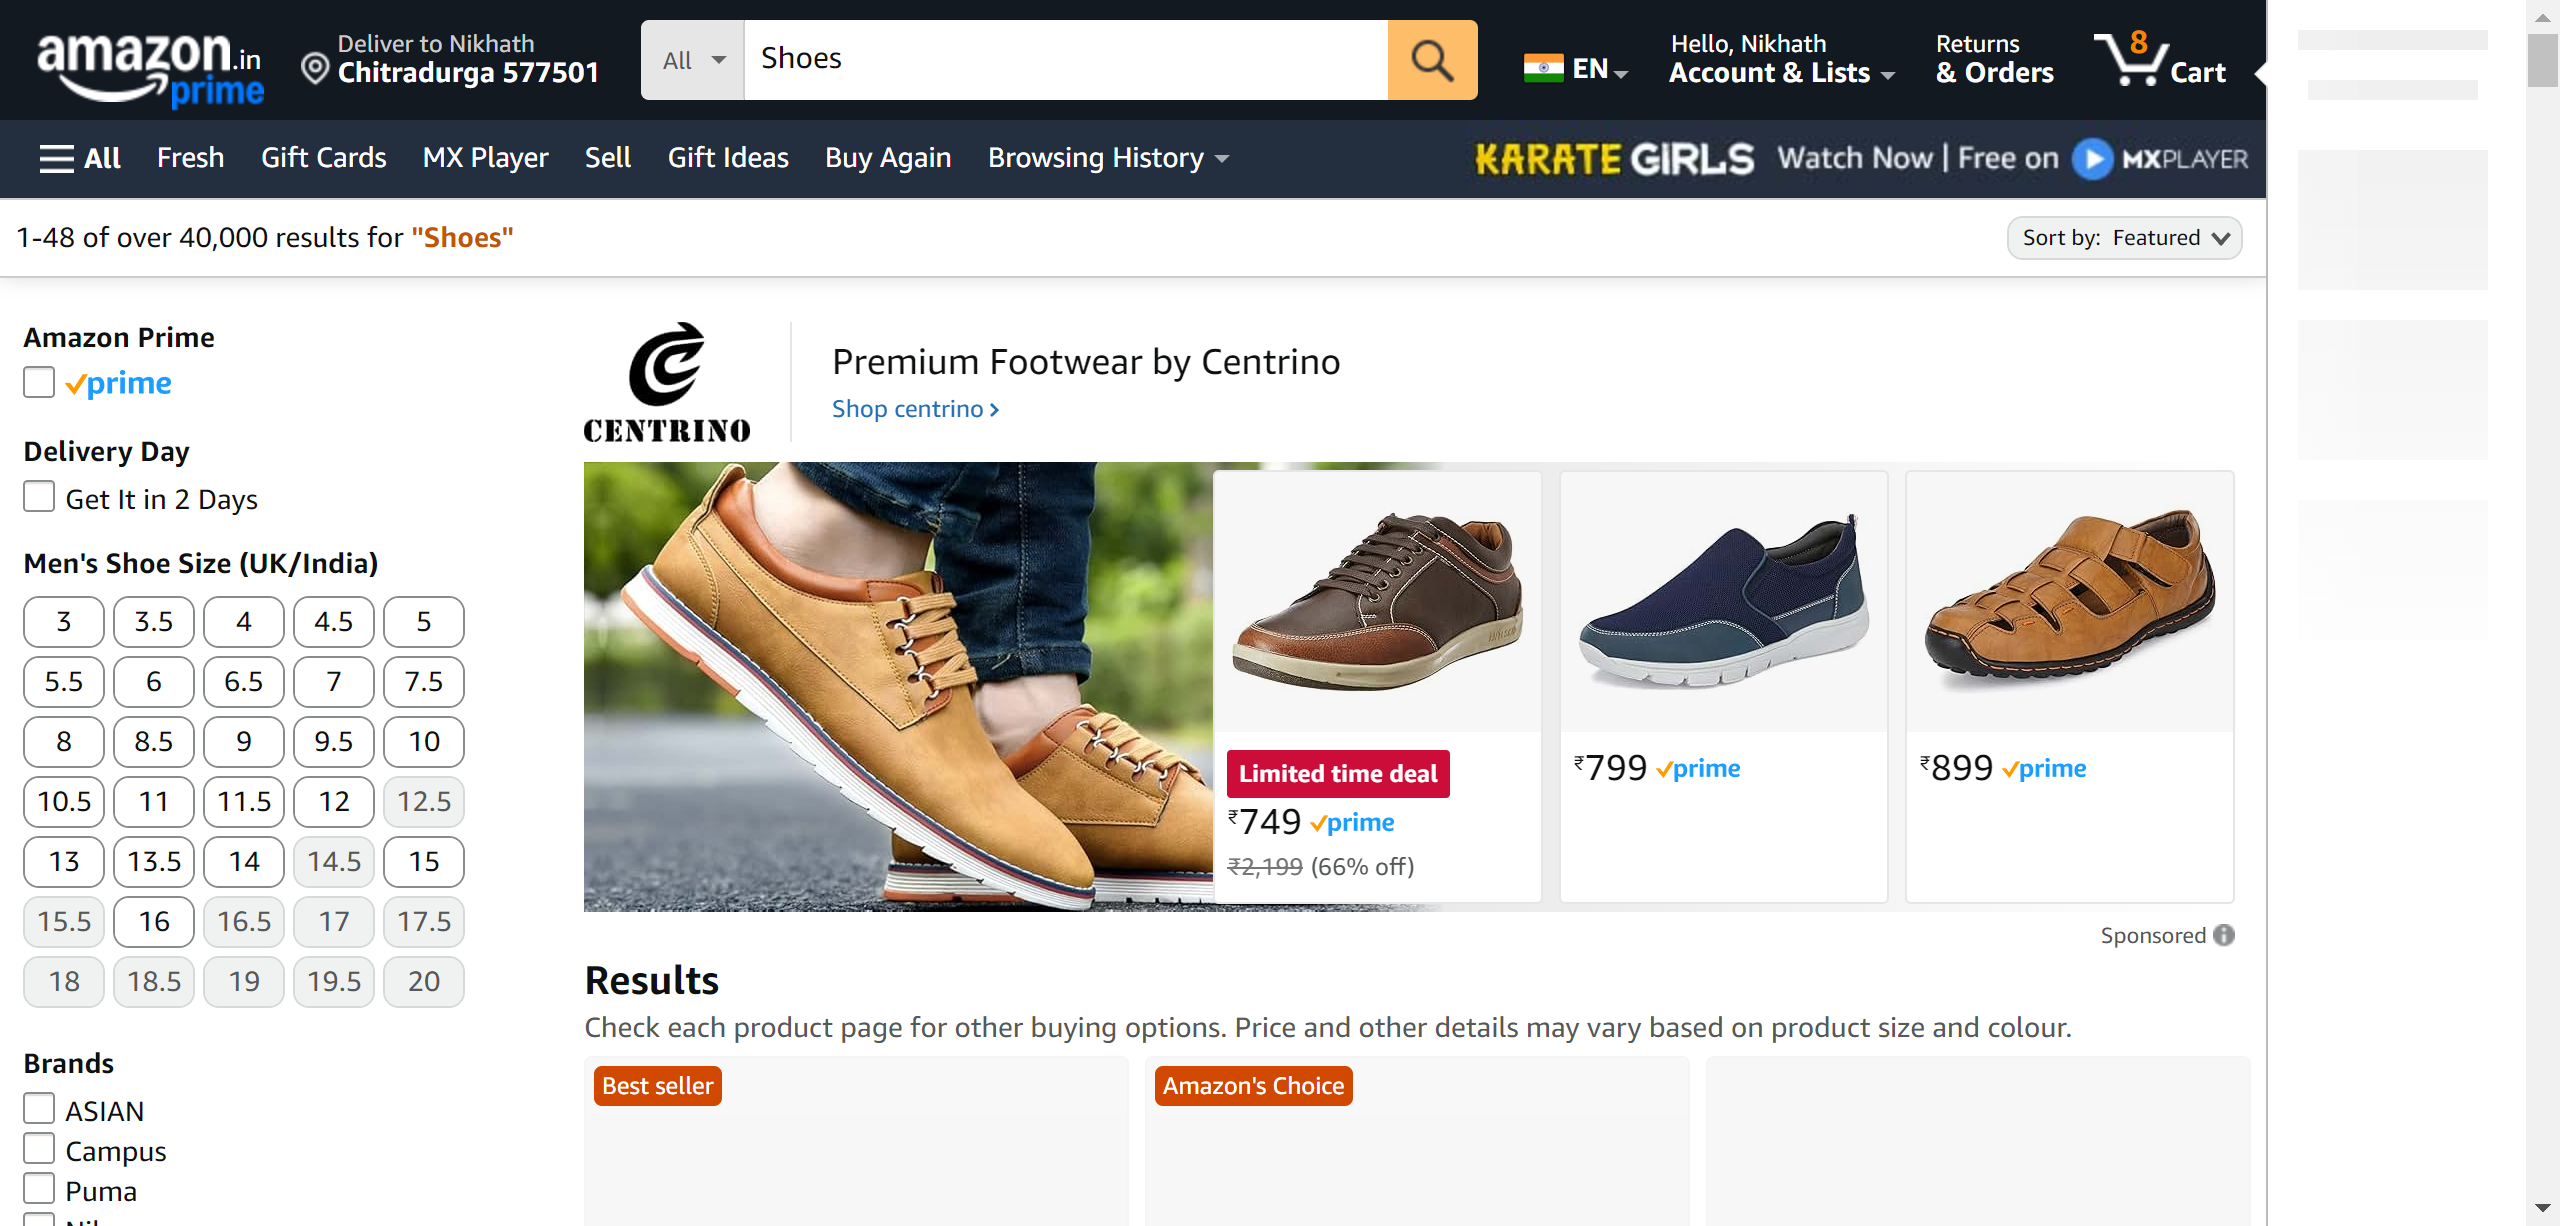 amazon.in
prime
Deliver to Nikhath
Chitradurga 577501
All
Shoes
EN
Hello, Nikhath
Account & Lists
Returns
& Orders
8
Cart
All
Fresh
Gift Cards
MX Player
Sell
Gift Ideas
Buy Again
Browsing History
KARATE GIRLS Watch Now | Free on MXPLAYER
1-48 of over 40,000 results for "Shoes"
Sort by: Featured
Amazon Prime
prime
Delivery Day
Get It in 2 Days
Men's Shoe Size (UK/India)
3 3.5 4 4.5 5
5.5 6 6.5 7 7.5
8 8.5 9 9.5 10
10.5 11 11.5 12 12.5
13 13.5 14 14.5 15
15.5 16 16.5 17 17.5
18 18.5 19 19.5 20
Brands
ASIAN
Campus
Puma
CENTRINO
Premium Footwear by Centrino
Shop centrino
Limited time deal
₹749 prime
₹2,199 (66% off)
₹799 prime
₹899 prime
Sponsored
Results
Check each product page for other buying options. Price and other details may vary based on product size and colour.
Best seller
Amazon's Choice